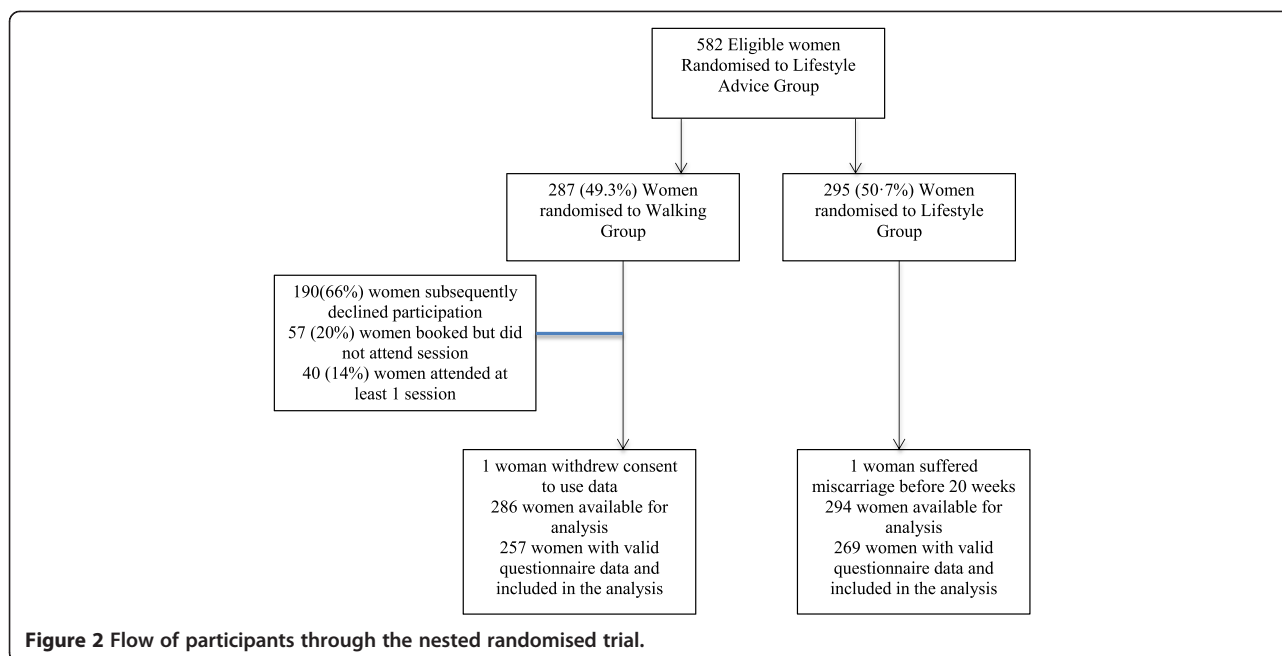 582 Eligible women
Randomised to Lifestyle
Advice Group
287 (49.3%) Women
randomised to Walking
Group
295 (50·7%) Women
randomised to Lifestyle
Group
190(66%) women subsequently
declined participation
57 (20%) women booked but did
not attend session
40 (14%) women attended at
least 1 session
1 woman withdrew consent
to use data
286 women available for
analysis
257 women with valid
questionnaire data and
included in the analysis
1 woman suffered
miscarriage before 20 weeks
294 women available for
analysis
269 women with valid
questionnaire data and
included in the analysis
Figure 2 Flow of participants through the nested randomised trial.